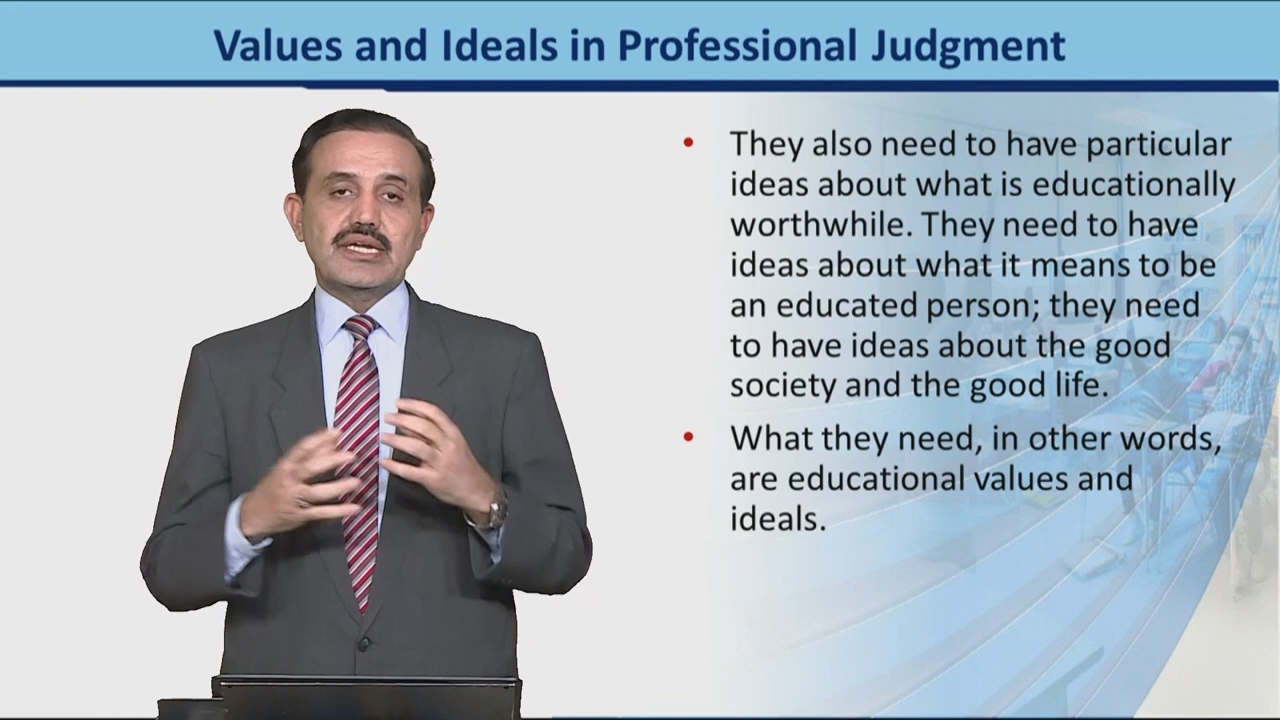 Values and Ideals in Professional Judgment
• They also need to have particular
ideas about what is educationally
worthwhile. They need to have
ideas about what it means to be
an educated person; they need
to have ideas about the good
society and the good life.
• What they need, in other words,
are educational values and
ideals.